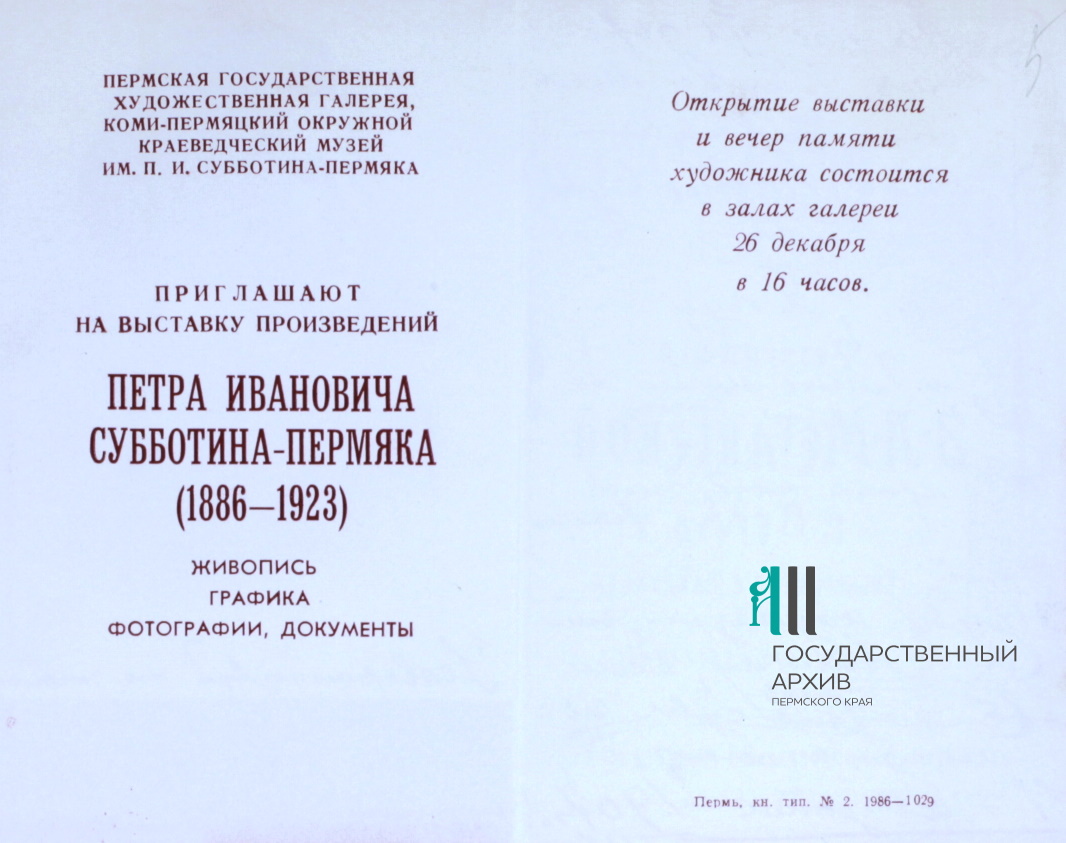 ПЕРМСКАЯ ГОСУДАРСТВЕННАЯ
ХУДОЖЕСТВЕННАЯ ГАЛЕРЕЯ,
КОМИ-ПЕРМЯЦКИЙ ОКРУЖНОЙ
КРАЕВЕДЧЕСКИЙ МУЗЕЙ
ИМ. П. И. СУББОТИНА-ПЕРМЯКА
ПРИГЛАШАЮТ
НА ВЫСТАВКУ ПРОИЗВЕДЕНИЙ
ПЕТРА ИВАНОВИЧА
СУББОТИНА-ПЕРМЯКА
(1886—1923)
ЖИВОПИСЬ
ГРАФИКА
ФОТОГРАФИИ, ДОКУМЕНТЫ
Открытие выставки
и вечер памяти
художника состоится
в залах галереи
26 декабря
в 16 часов.
ГОСУДАРСТВЕННЫЙ
АРХИВ
ПЕРМСКОГО КРАЯ
Пермь, кн. тип. № 2. 1986—1029